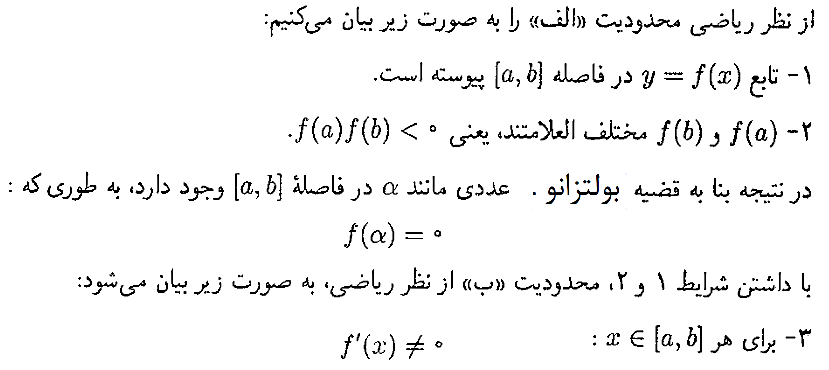 از نظر ریاضی محدودیت «الف» را به صورت زیر بیان می‌کنیم:
۱- تابع y = f(x) در فاصله [a, b] پیوسته است.
۲- f(a) و f(b) مختلف العلامتند، یعنی f(a)f(b) < ۰.
در نتیجه بنا به قضیه بولتزانو . عددی مانند α در فاصلهٔ [a, b] وجود دارد، به طوری که :
f(α) = ۰
با داشتن شرایط ۱ و ۲، محدودیت «ب» از نظر ریاضی، به صورت زیر بیان می‌شود:
۳- برای هر x ∈ [a, b] : f′(x) ≠ ۰